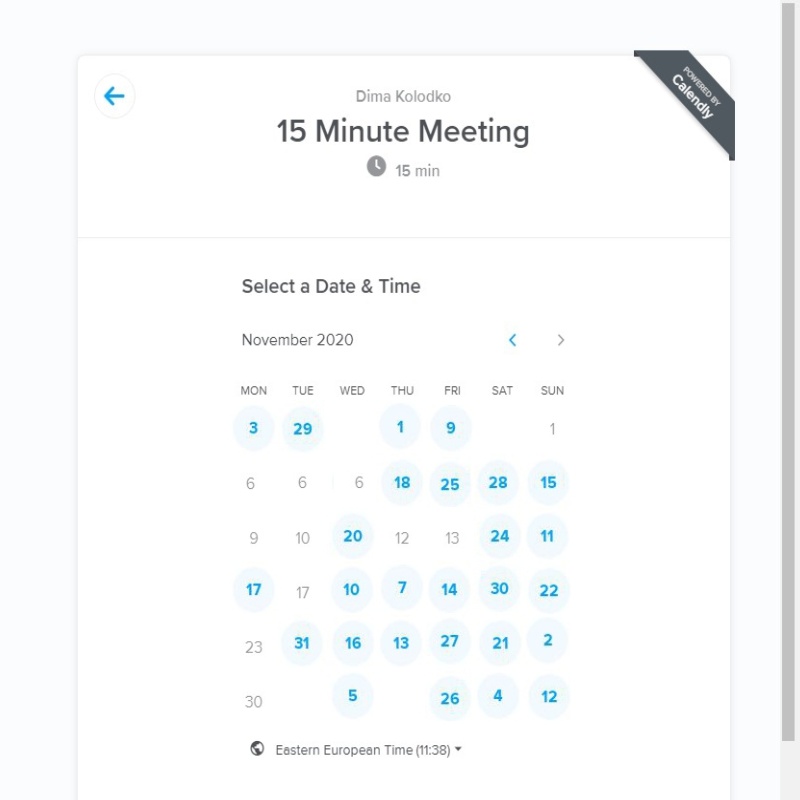 POWERED BY
Calendly
Dima Kolodko
15 Minute Meeting
15 min
Select a Date & Time
November 2020
MON TUE WED THU FRI SAT SUN
3 29 1 9 1
6 6 6 18 25 28 15
9 10 20 12 13 24 11
17 17 10 7 14 30 22
23 31 16 13 27 21 2
30 5 26 4 12
Eastern European Time (11:38)